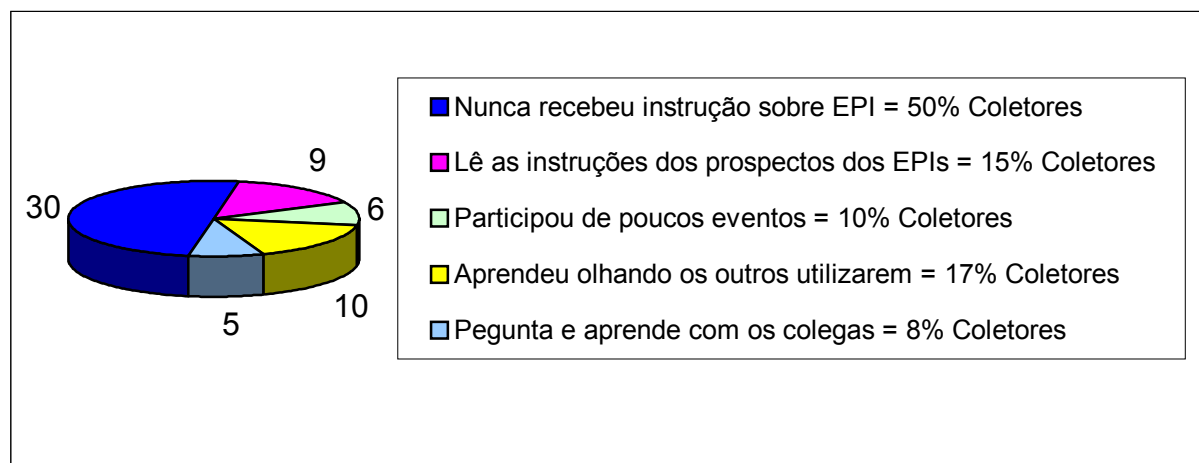 30
9
6
10
5
Nunca recebeu instrução sobre EPI = 50% Coletores
Lê as instruções dos prospectos dos EPIs = 15% Coletores
Participou de poucos eventos = 10% Coletores
Aprendeu olhando os outros utilizarem = 17% Coletores
Pegunta e aprende com os colegas = 8% Coletores